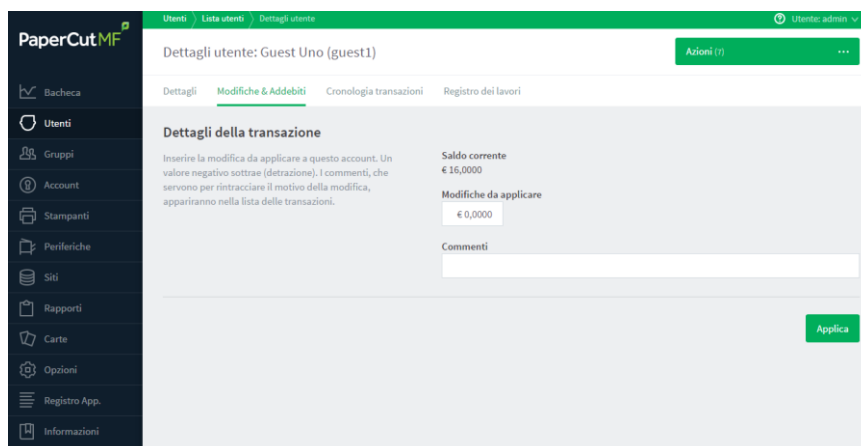 PaperCutMF
Utenti Lista utenti Dettagli utente
Utente: admin
Dettagli utente: Guest Uno (guest1)
Azioni (7)
Dettagli Modifiche & Addebiti Cronologia transazioni Registro dei lavori
Bacheca
Utenti
Gruppi
Account
Stampanti
Periferiche
Siti
Rapporti
Carte
Opzioni
Registro App.
Informazioni
Dettagli della transazione
Inserire la modifica da applicare a questo account. Un
valore negativo sottrae (detrazione). I commenti, che
servono per rintracciare il motivo della modifica,
appariranno nella lista delle transazioni.
Saldo corrente
€ 16,0000
Modifiche da applicare
€ 0,0000
Commenti
Applica